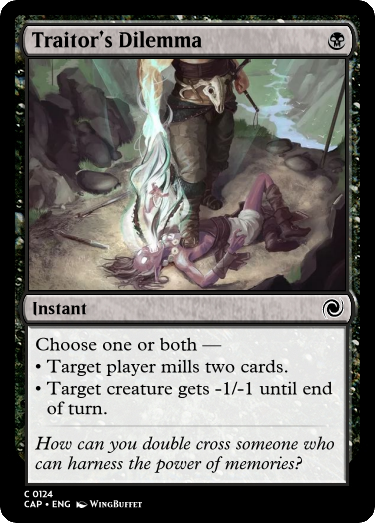 Traitor's Dilemma
Instant
Choose one or both —
• Target player mills two cards.
• Target creature gets -1/-1 until end
of turn.
How can you double cross someone who
can harness the power of memories?
C 0124
CAP • ENG WingBuffet